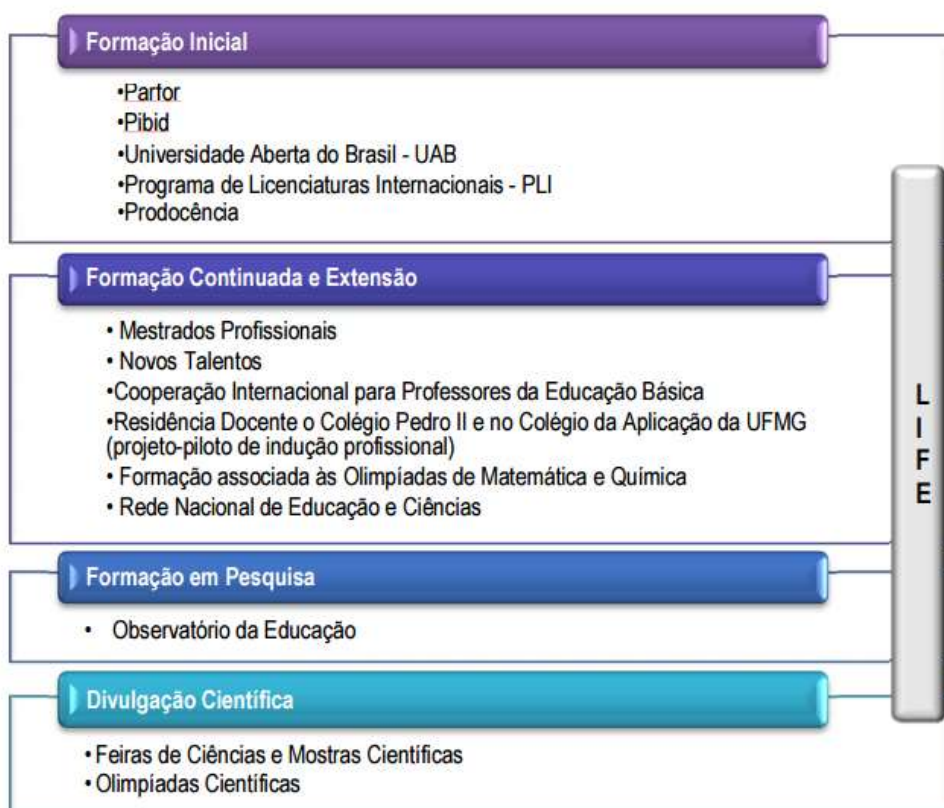 Formação Inicial
•Parfor
•Pibid
•Universidade Aberta do Brasil - UAB
•Programa de Licenciaturas Internacionais - PLI
•Prodocência
Formação Continuada e Extensão
• Mestrados Profissionais
• Novos Talentos
•Cooperação Internacional para Professores da Educação Básica
•Residência Docente o Colégio Pedro II e no Colégio da Aplicação da UFMG
(projeto-piloto de indução profissional)
• Formação associada às Olimpíadas de Matemática e Química
• Rede Nacional de Educação e Ciências
Formação em Pesquisa
• Observatório da Educação
Divulgação Científica
• Feiras de Ciências e Mostras Científicas
• Olimpíadas Científicas
L
I
F
E